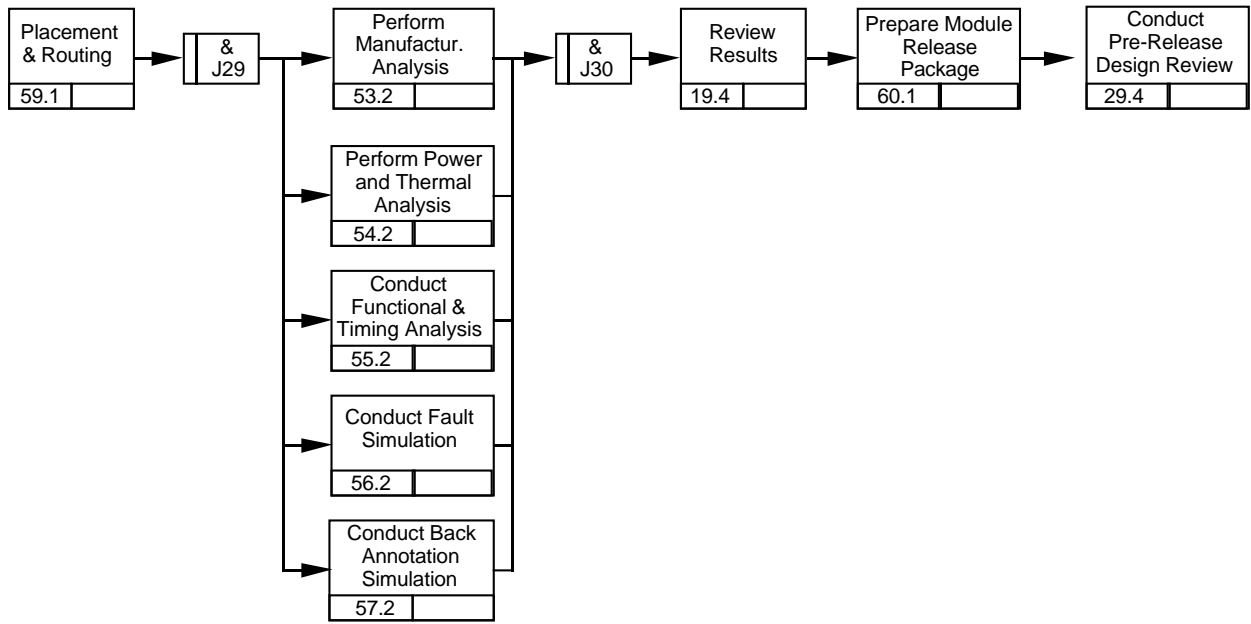 Placement
& Routing
59.1
&
J29
Perform
Manufactur.
Analysis
53.2
&
J30
Review
Results
19.4
Prepare Module
Release
Package
60.1
Conduct
Pre-Release
Design Review
29.4
Perform Power
and Thermal
Analysis
54.2
Conduct
Functional &
Timing Analysis
55.2
Conduct Fault
Simulation
56.2
Conduct Back
Annotation
Simulation
57.2